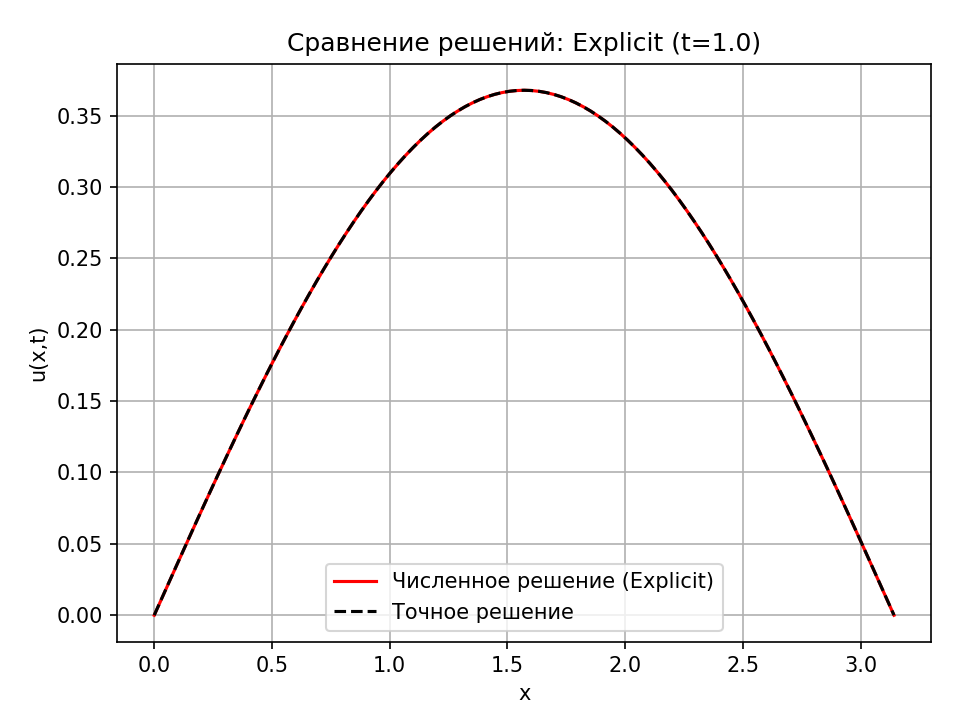 Сравнение решений: Explicit (t=1.0)
0.35
0.30
0.25
0.20
0.15
0.10
0.05
0.00
u(x,t)
Численное решение (Explicit)
Точное решение
0.0 0.5 1.0 1.5 2.0 2.5 3.0
x